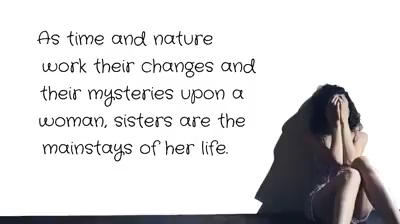 As time and nature
work their changes and
their mysteries upon a
woman, sisters are the
mainstays of her life.